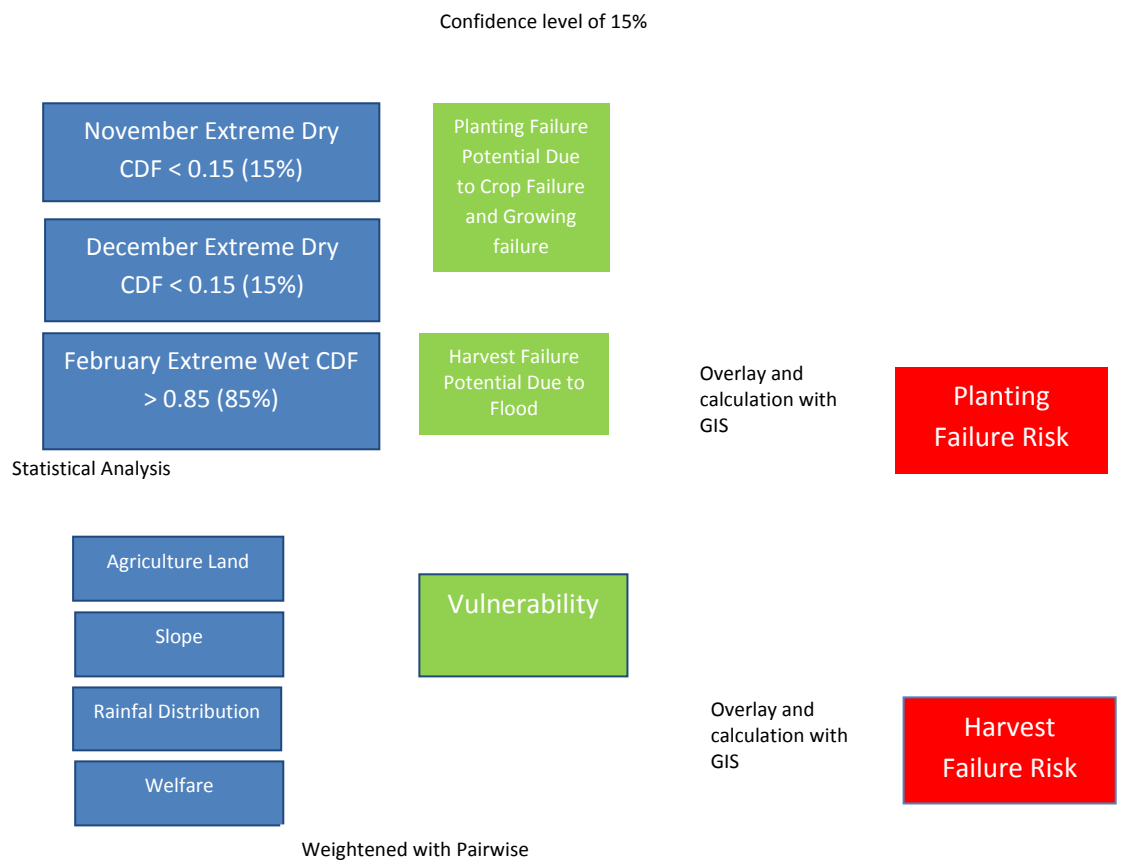 Confidence level of 15%
November Extreme Dry
CDF < 0.15 (15%)
December Extreme Dry
CDF < 0.15 (15%)
February Extreme Wet CDF
> 0.85 (85%)
Statistical Analysis
Planting Failure
Potential Due
to Crop Failure
and Growing
failure
Harvest Failure
Potential Due to
Flood
Overlay and
calculation with
GIS
Planting
Failure Risk
Agriculture Land
Slope
Rainfal Distribution
Welfare
Weightened with Pairwise
Vulnerability
Overlay and
calculation with
GIS
Harvest
Failure Risk